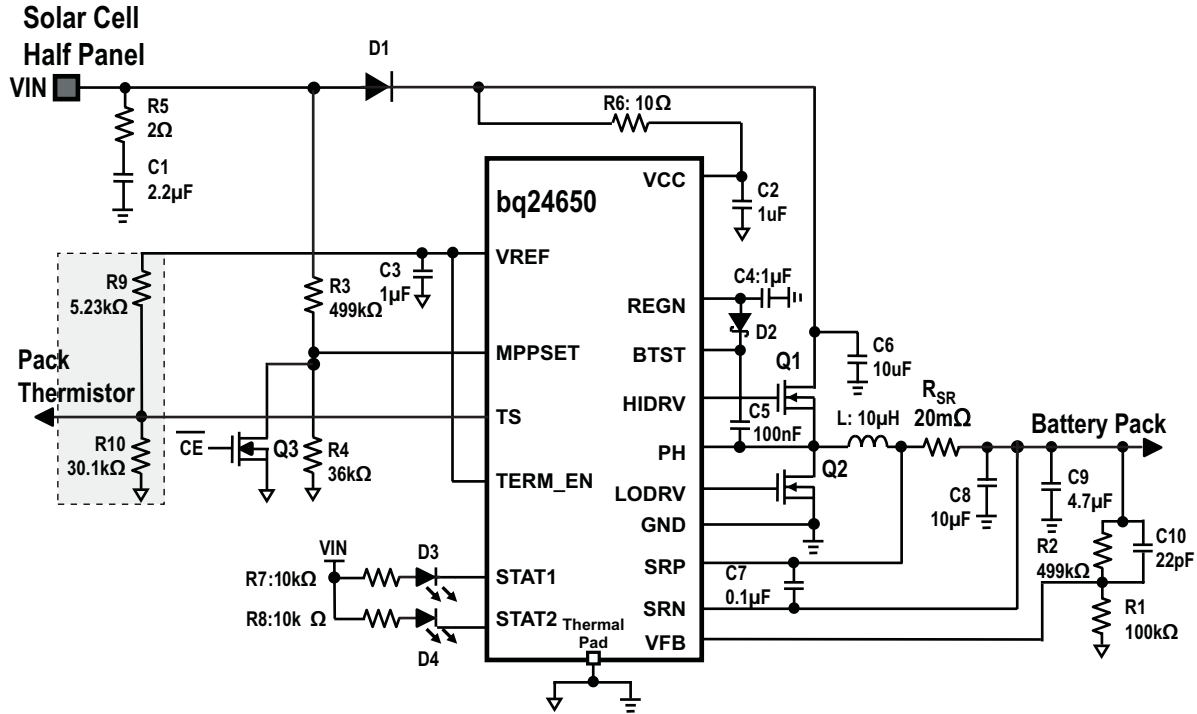 Solar Cell
Half Panel
VIN
D1
R5
2Ω
C1
2.2µF
R6: 10Ω
bq24650
VCC
C2
1uF
VREF
R9
5.23kΩ
C3
1µF
R3
499kΩ
C4:1µF
REGN
D2
BTST
MPPSET
Pack
Thermistor
TS
Q1
C6
10uF
HIDRV
C5
100nF
RSR
20mΩ
L: 10µH
Battery Pack
PH
R10
30.1kΩ
CE
Q3
R4
36kΩ
TERM_EN
Q2
LODRV
GND
C8
10µF
C9
4.7µF
C10
22pF
R2
499kΩ
VIN
D3
R7:10kΩ
STAT1
SRP
C7
0.1µF
R8:10k Ω
STAT2
SRN
R1
100kΩ
D4
Thermal
Pad
VFB